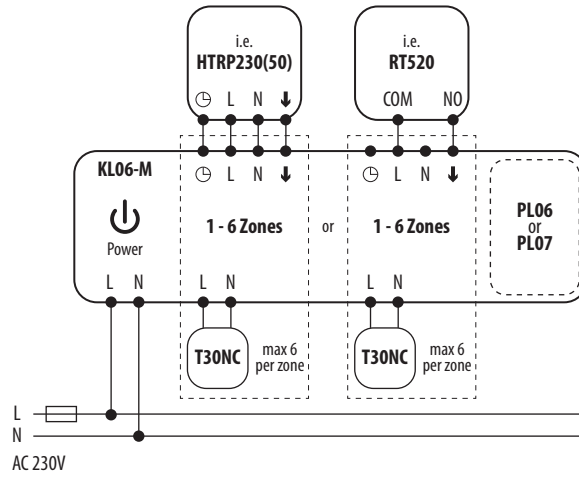 i.e.
HTRP230(50)
L N
i.e.
RT520
COM NO
KL06-M
L N
L N
Power
1 - 6 Zones
or
1 - 6 Zones
PL06
or
PL07
L N
L N
L N
T30NC
max 6
per zone
T30NC
max 6
per zone
L
N
AC 230V